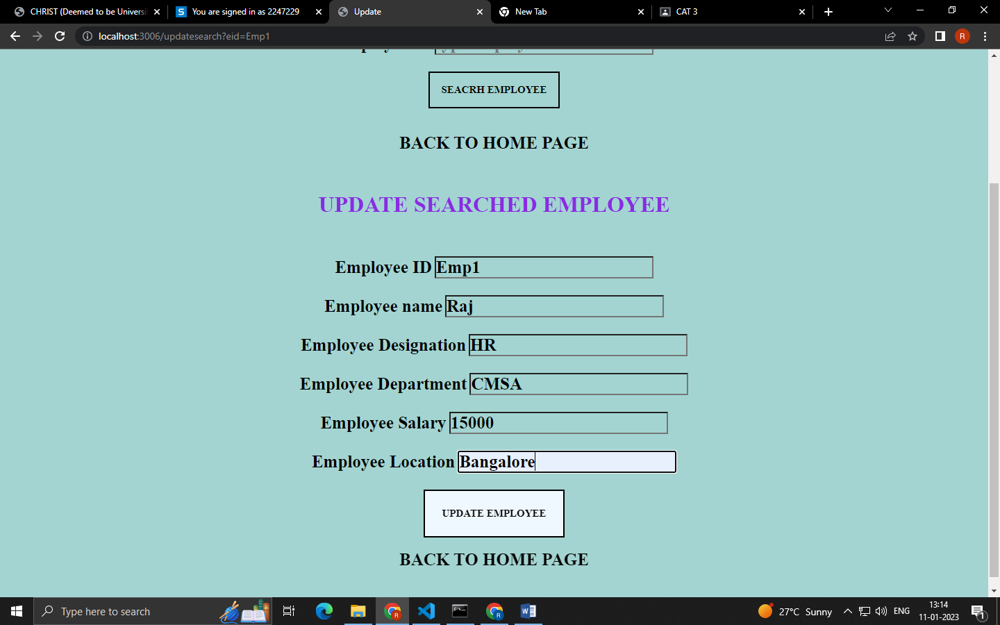 CHRIST (Deemed to be Universi
You are signed in as 2247229
Update
New Tab
CAT 3
localhost:3006/updatesearch?eid=Emp1
R
SEACRH EMPLOYEE
BACK TO HOME PAGE
UPDATE SEARCHED EMPLOYEE
Employee ID Emp1
Employee name Raj
Employee Designation HR
Employee Department CMSA
Employee Salary 15000
Employee Location Bangalore
UPDATE EMPLOYEE
BACK TO HOME PAGE
Type here to search
27°C Sunny
ENG
13:14
11-01-2023
1